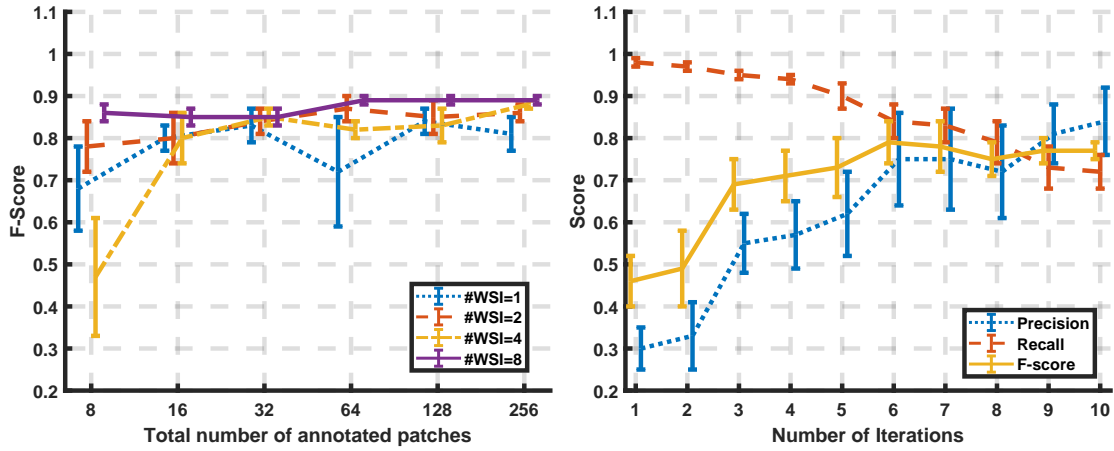 1.1
1
0.9
0.8
0.7
0.6
0.5
0.4
0.3
0.2
F-Score
8 16 32 64 128 256
Total number of annotated patches
#WSI=1
#WSI=2
#WSI=4
#WSI=8
1.1
1
0.9
0.8
0.7
0.6
0.5
0.4
0.3
0.2
Score
1 2 3 4 5 6 7 8 9 10
Number of Iterations
Precision
Recall
F-score